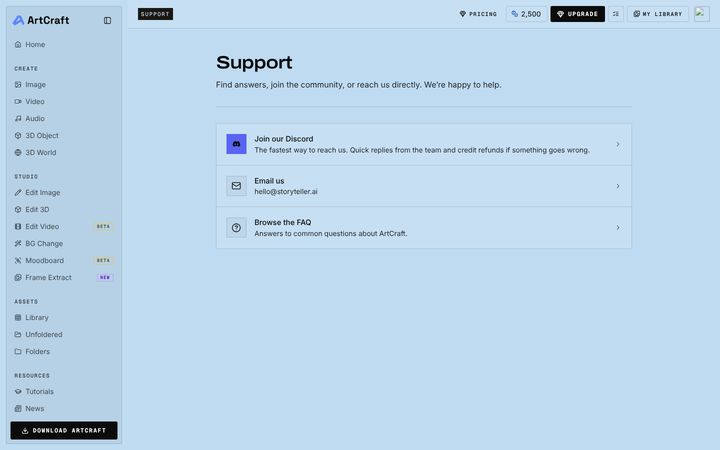 ArtCraft
Home
CREATE
Image
Video
Audio
3D Object
3D World
STUDIO
Edit Image
Edit 3D
Edit Video BETA
BG Change
Moodboard BETA
Frame Extract NEW
ASSETS
Library
Unfoldered
Folders
RESOURCES
Tutorials
News
DOWNLOAD ARTCRAFT
SUPPORT
PRICING
2,500
UPGRADE
MY LIBRARY
Support
Find answers, join the community, or reach us directly. We’re happy to help.
Join our Discord
The fastest way to reach us. Quick replies from the team and credit refunds if something goes wrong.
Email us
hello@storyteller.ai
Browse the FAQ
Answers to common questions about ArtCraft.